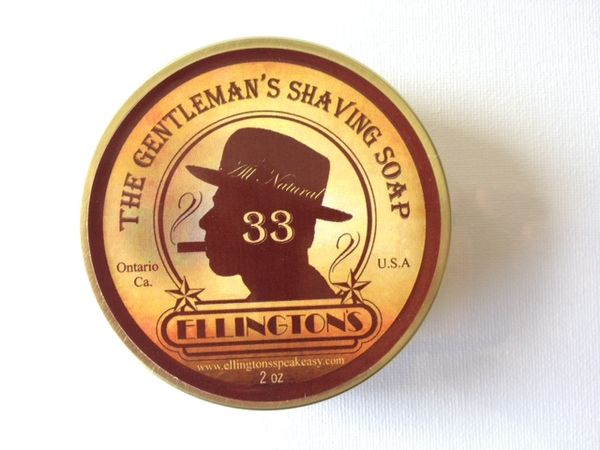 THE GENTLEMAN'S SHAVING SOAP
All Natural
33
Ontario
Ca.
U.S.A
ELLINGTON'S
www.ellingtonsspeakeasy.com
2 oz